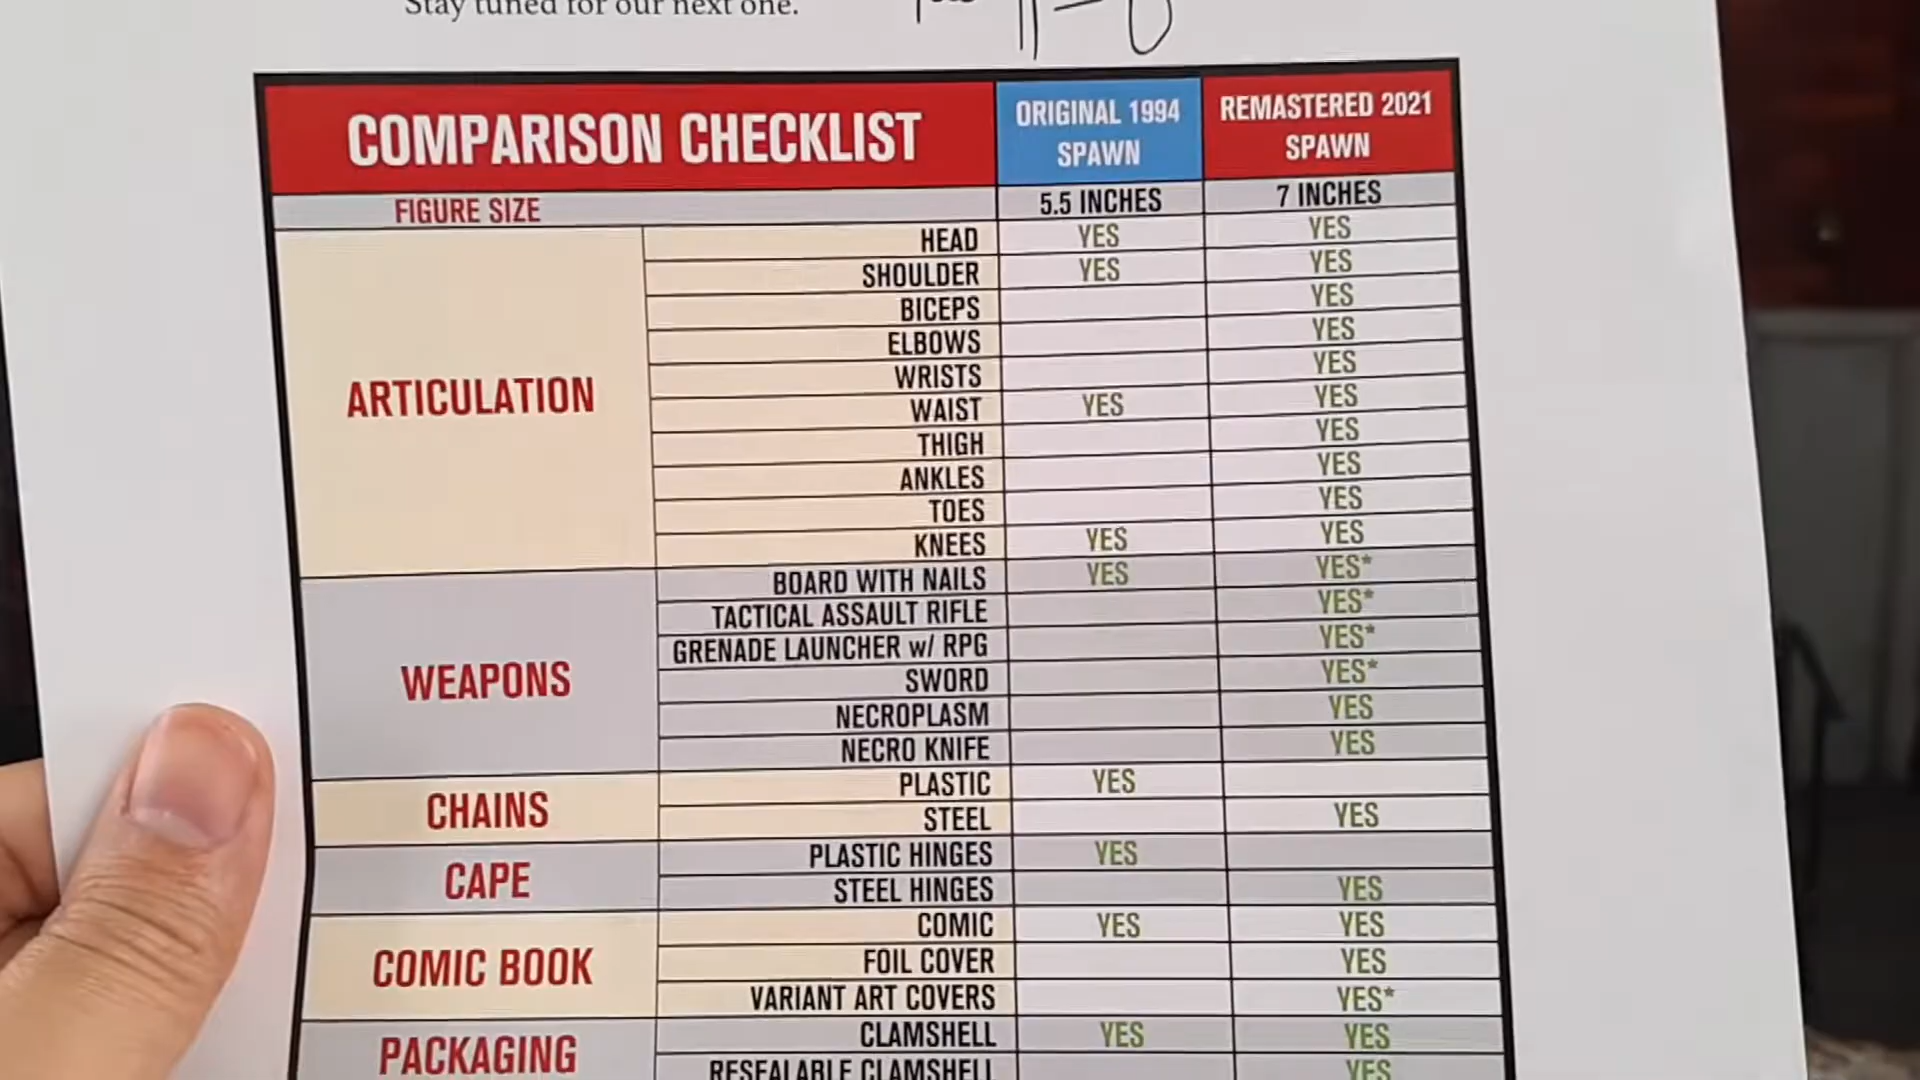 Stay tuned for our next one.
COMPARISON CHECKLIST
ORIGINAL 1994 SPAWN
REMASTERED 2021 SPAWN
FIGURE SIZE 5.5 INCHES 7 INCHES
ARTICULATION
HEAD YES YES
SHOULDER YES YES
BICEPS YES
ELBOWS YES
WRISTS YES
WAIST YES YES
THIGH YES
ANKLES YES
TOES YES
KNEES YES YES
WEAPONS
BOARD WITH NAILS YES YES*
TACTICAL ASSAULT RIFLE YES*
GRENADE LAUNCHER w/ RPG YES*
SWORD YES*
NECROPLASM YES
NECRO KNIFE YES
CHAINS
PLASTIC YES
STEEL YES
CAPE
PLASTIC HINGES YES
STEEL HINGES YES
COMIC BOOK
COMIC YES YES
FOIL COVER YES
VARIANT ART COVERS YES*
PACKAGING
CLAMSHELL YES YES
RESEALABLE CLAMSHELL YES